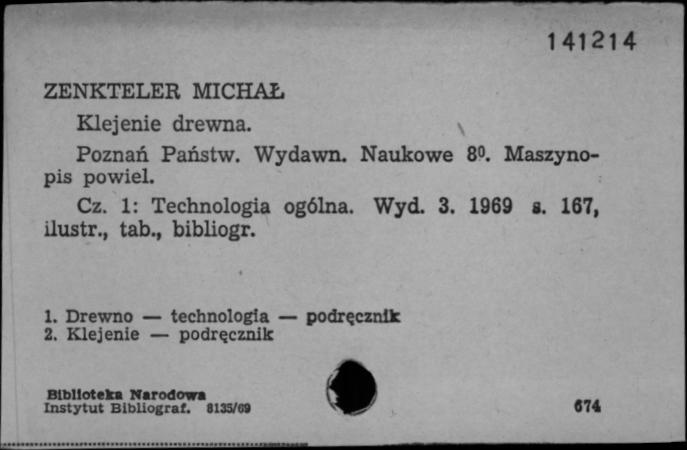 141214
ZENKTELER MICHAŁ
Klejenie drewna.
Poznań Państw. Wydawn. Naukowe 8⁰. Maszyno-
pis powiel.
Cz. 1: Technologia ogólna. Wyd. 3. 1969 s. 167,
ilustr., tab., bibliogr.
1. Drewno — technologia — podręcznik
2. Klejenie — podręcznik
Biblioteka Narodowa
Instytut Bibliograf. 8135/69
674